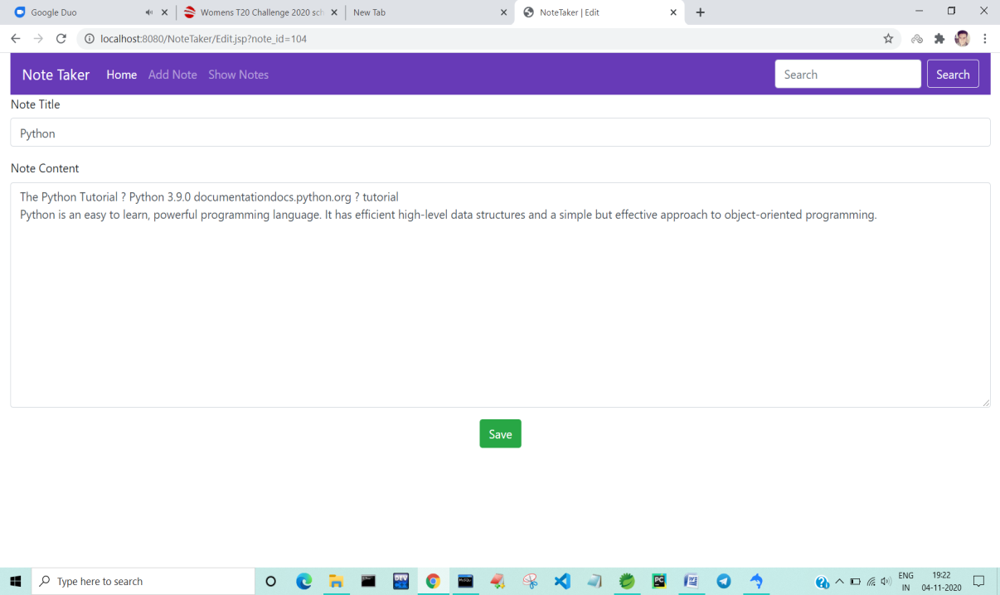 Google Duo
Womens T20 Challenge 2020 sch
New Tab
NoteTaker | Edit
localhost:8080/NoteTaker/Edit.jsp?note_id=104
Note Taker Home Add Note Show Notes Search Search
Note Title
Python
Note Content
The Python Tutorial ? Python 3.9.0 documentationdocs.python.org ? tutorial
Python is an easy to learn, powerful programming language. It has efficient high-level data structures and a simple but effective approach to object-oriented programming.
Save
Type here to search
DEV
MySQL
PC
ENG
IN
19:22
04-11-2020